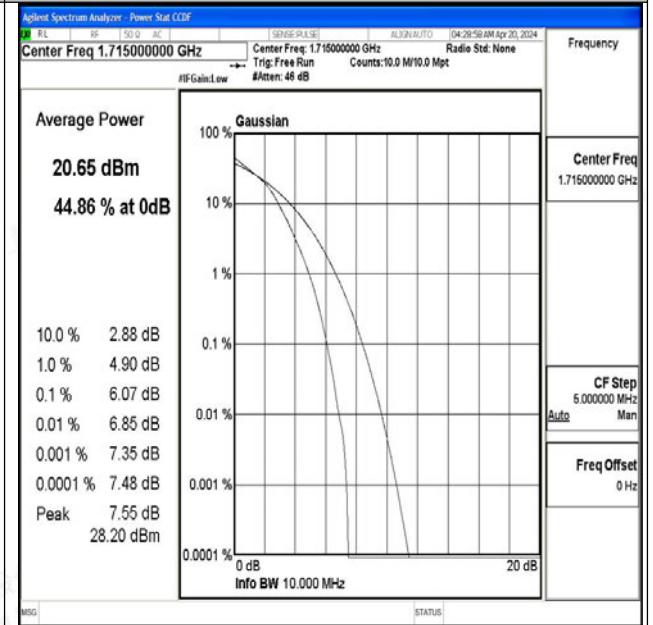 Agilent Spectrum Analyzer - Power Stat CCDF
RL RF 50 Ω AC SENSE:PULSE ALIGN AUTO 04:28:58 AM Apr 20, 2024
Center Freq 1.715000000 GHz
Center Freq: 1.715000000 GHz Radio Std: None
Trig: Free Run Counts:10.0 M/10.0 Mpt
#IFGain:Low #Atten: 46 dB
Frequency
Average Power
20.65 dBm
44.86 % at 0dB
10.0 % 2.88 dB
1.0 % 4.90 dB
0.1 % 6.07 dB
0.01 % 6.85 dB
0.001 % 7.35 dB
0.0001 % 7.48 dB
Peak 7.55 dB
28.20 dBm
Gaussian
100 %
10 %
1 %
0.1 %
0.01 %
0.001 %
0.0001 %
0 dB 20 dB
Info BW 10.000 MHz
Center Freq
1.715000000 GHz
CF Step
5.000000 MHz
Auto Man
Freq Offset
0 Hz
MSG STATUS